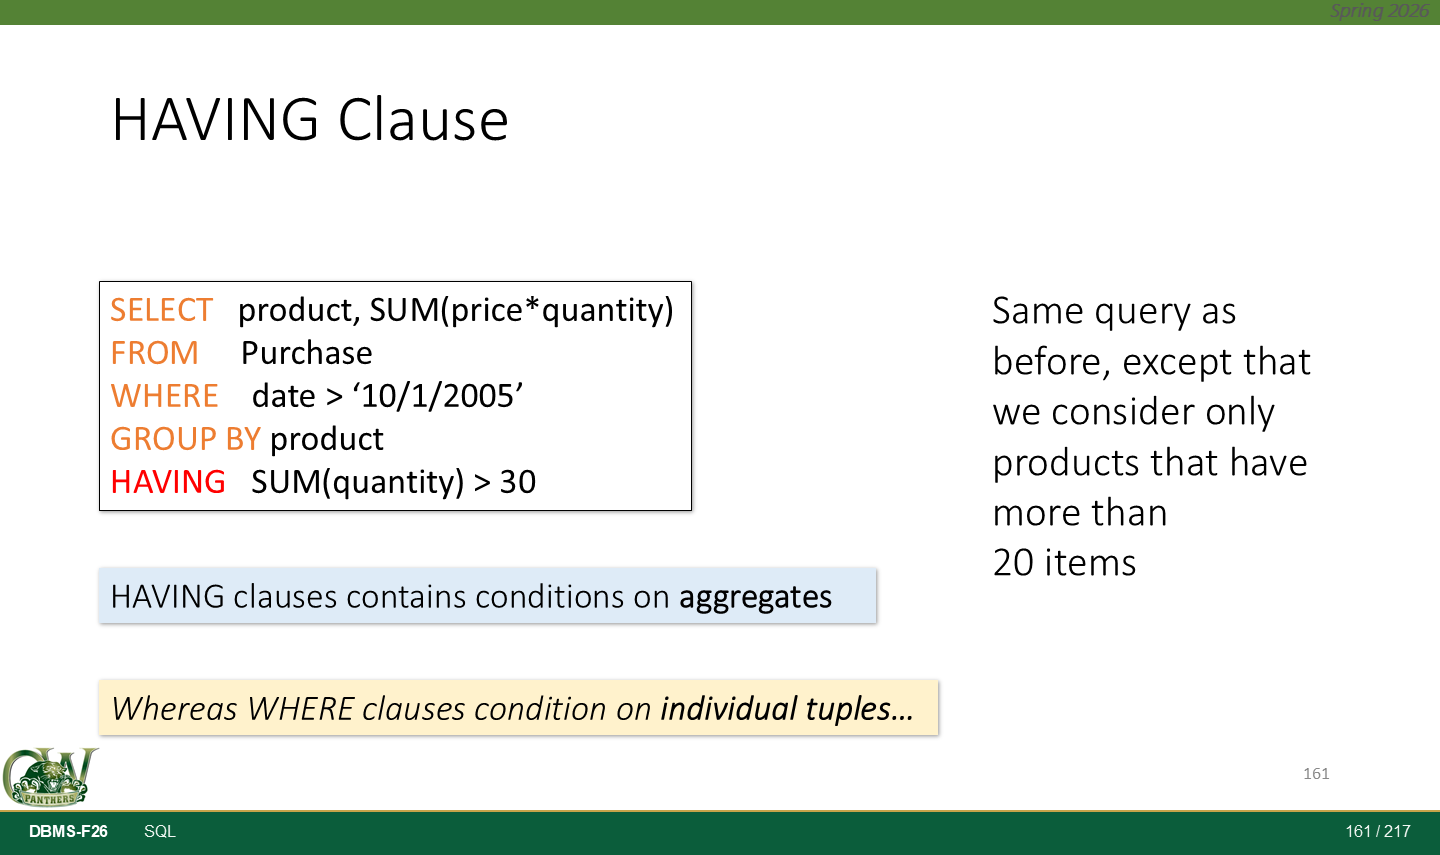 Spring 2026
HAVING Clause
SELECT product, SUM(price*quantity)
FROM Purchase
WHERE date > ‘10/1/2005’
GROUP BY product
HAVING SUM(quantity) > 30
Same query as
before, except that
we consider only
products that have
more than
20 items
HAVING clauses contains conditions on aggregates
Whereas WHERE clauses condition on individual tuples…
161
OW
PANTHERS
DBMS-F26 SQL 161 / 217